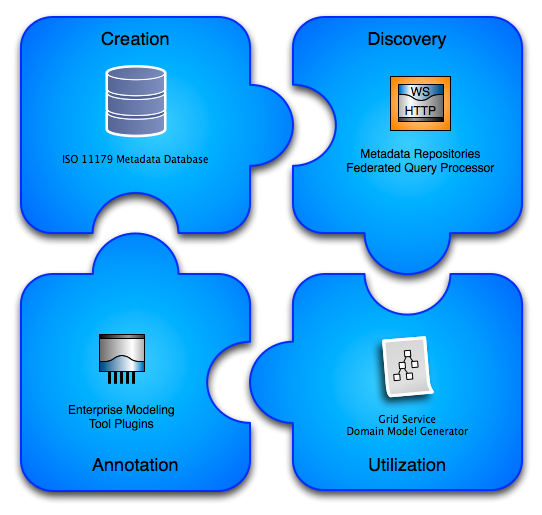 Creation
ISO 11179 Metadata Database
Discovery
WS
HTTP
Metadata Repositories
Federated Query Processor
Enterprise Modeling
Tool Plugins
Annotation
Grid Service
Domain Model Generator
Utilization